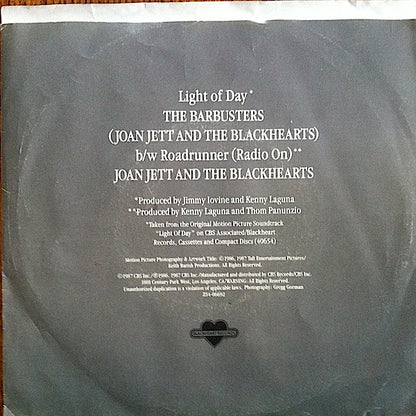 Light of Day*
THE BARBUSTERS
(JOAN JETT AND THE BLACKHEARTS)
b/w Roadrunner (Radio On)**
JOAN JETT AND THE BLACKHEARTS
*Produced by Jimmy Iovine and Kenny Laguna
**Produced by Kenny Laguna and Thom Panunzio
*Taken from the Original Motion Picture Soundtrack
"Light Of Day" on CBS Associated/Blackheart
Records, Cassettes and Compact Discs (40654)
Motion Picture Photography & Artwork Title: ©1986, 1987 Taft Entertainment Pictures/
Keith Barish Productions. All Rights Reserved.
©1987 CBS Inc./℗1986, 1987 CBS Inc./Manufactured and distributed by CBS Records/CBS Inc.
1801 Century Park West, Los Angeles, CA/WARNING: All Rights Reserved.
Unauthorized duplication is a violation of applicable laws. Photography: Gregg Gorman
ZS4-06692
BLACKHEART RECORDS